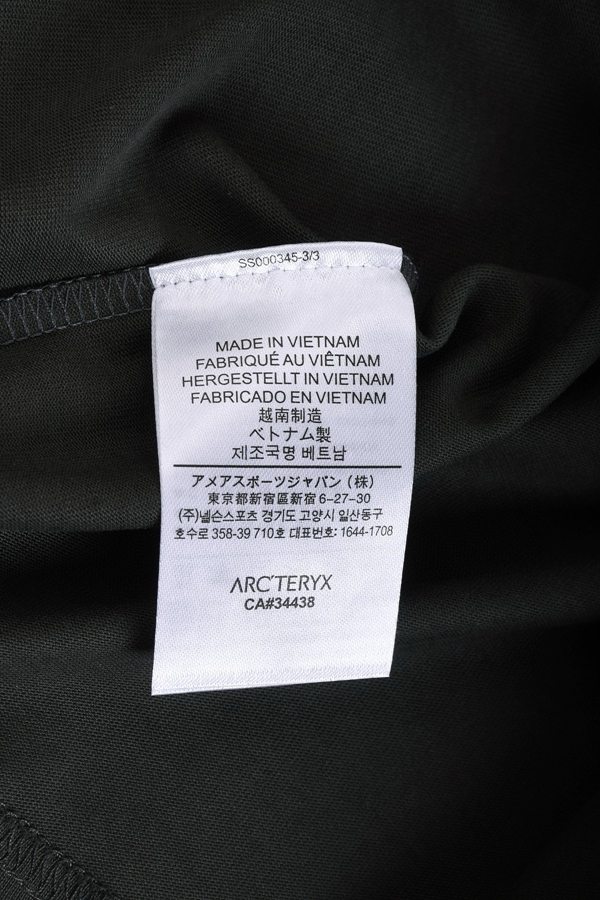 SS000345-3/3
MADE IN VIETNAM
FABRIQUÉ AU VIÊTNAM
HERGESTELLT IN VIETNAM
FABRICADO EN VIETNAM
越南制造
ベトナム製
제조국명 베트남
アメアスポーツジャパン（株）
東京都新宿區新宿 6-27-30
(주)넬슨스포츠 경기도 고양시 일산동구
호수로 358-39 710호 대표번호: 1644-1708
ARC'TERYX
CA#34438